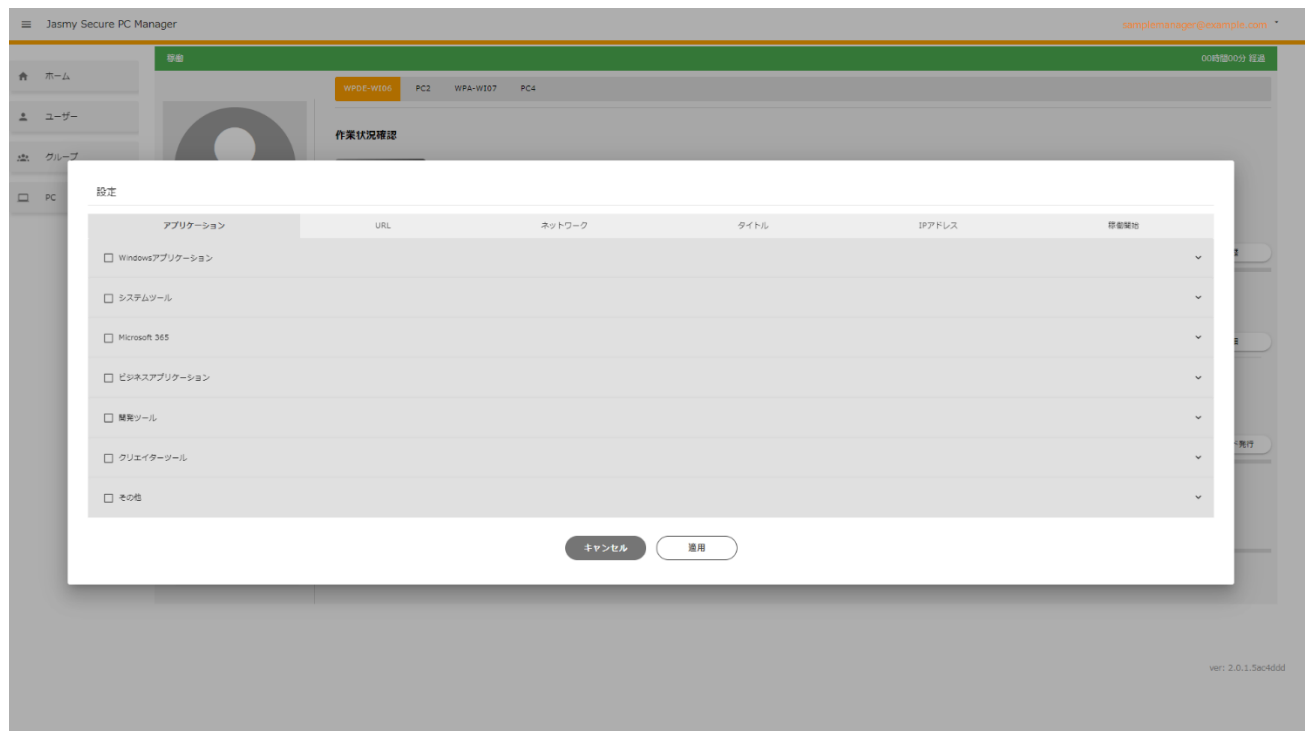 Jasmy Secure PC Manager
samplemanager@example.com
稼働
00時間00分 経過
ホーム
ユーザー
グループ
PC
WPDE-WI06 PC2 WPA-WI07 PC4
作業状況確認
設定
アプリケーション URL ネットワーク タイトル IPアドレス 稼働開始
Windowsアプリケーション
システムツール
Microsoft 365
ビジネスアプリケーション
開発ツール
クリエイターツール
その他
キャンセル 適用
発行
ver: 2.0.1.5ac4ddd